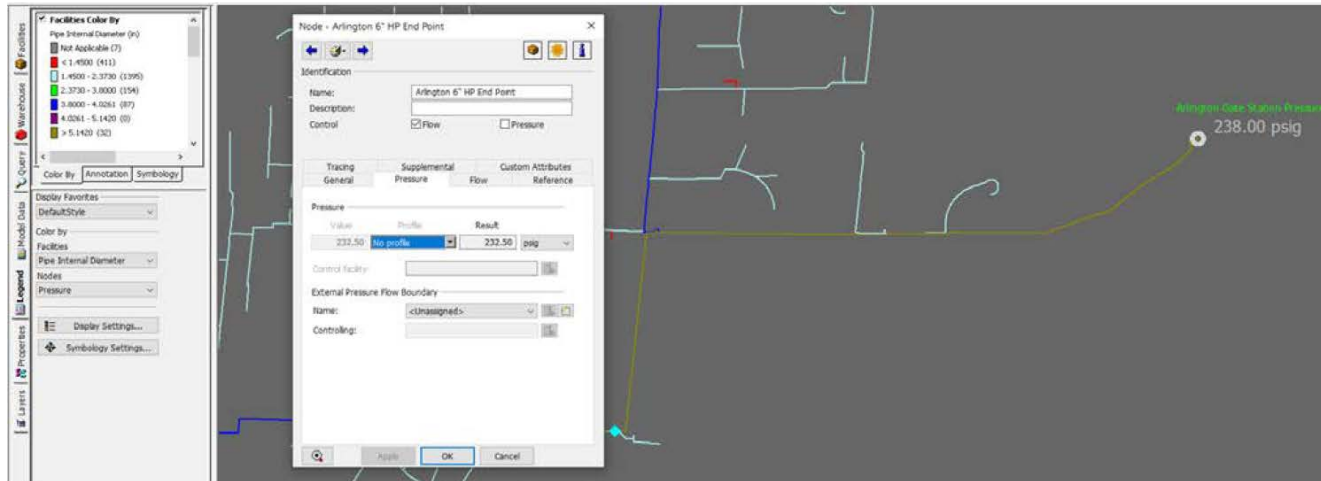 Facilities
Warehouse
Query
Model Data
Legend
Properties
Layers
Facilities Color By
Pipe Internal Diameter (in)
Not Applicable (7)
< 1.4500 (411)
1.4500 - 2.3730 (1395)
2.3730 - 3.8000 (154)
3.8000 - 4.0261 (87)
4.0261 - 5.1420 (0)
> 5.1420 (32)
Color By Annotation Symbology
Display Favorites
DefaultStyle
Color by
Facilities
Pipe Internal Diameter
Nodes
Pressure
Display Settings...
Symbology Settings...
Node - Arlington 6" HP End Point
Identification
Name: Arlington 6" HP End Point
Description:
Control Flow Pressure
Tracing Supplemental Custom Attributes
General Pressure Flow Reference
Pressure
Value Profile Result
232.50 No profile 232.50 psig
Control facility:
External Pressure Flow Boundary
Name: <Unassigned>
Controlling:
Apply OK Cancel
Arlington Gate Station Pressure
238.00 psig